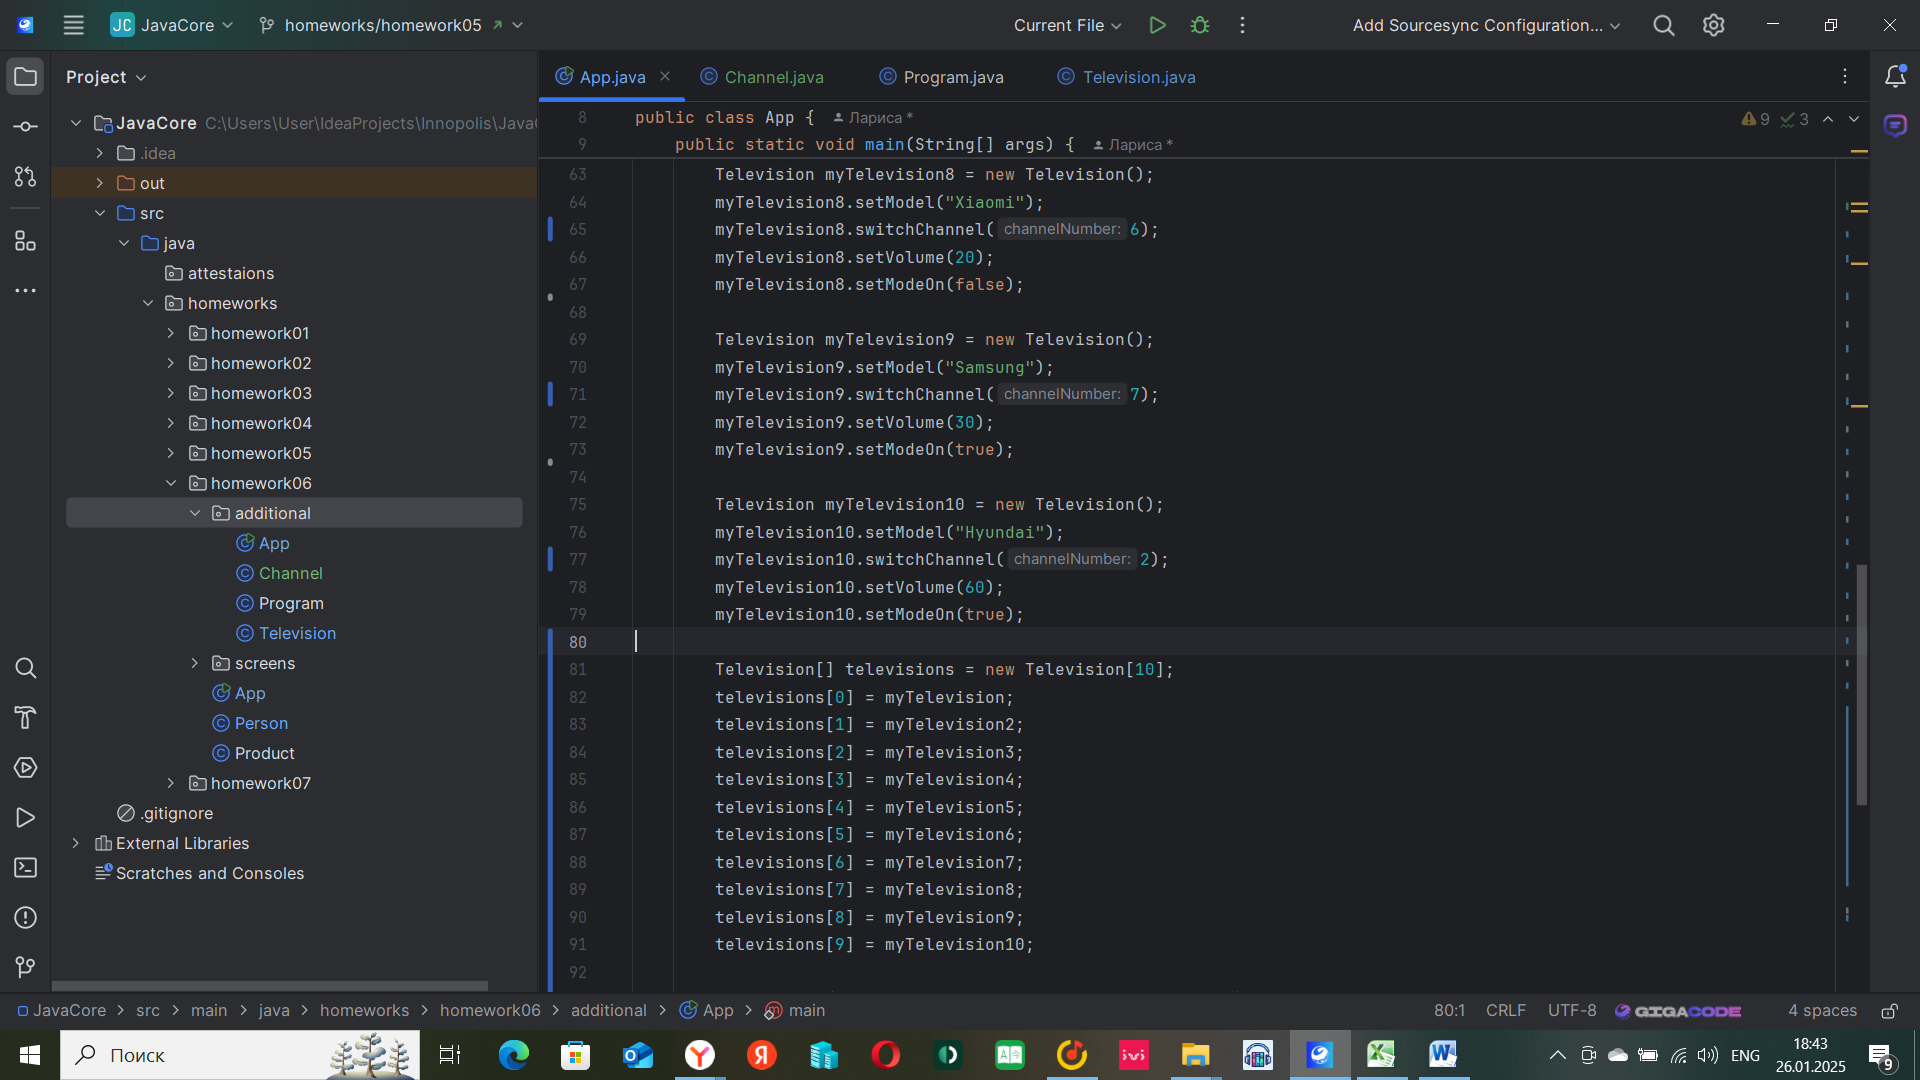 JC JavaCore homeworks/homework05 Current File Add Sourcesync Configuration...
Project
JavaCore C:\Users\User\IdeaProjects\Innopolis\Java
.idea
out
src
java
attestaions
homeworks
homework01
homework02
homework03
homework04
homework05
homework06
additional
App
Channel
Program
Television
screens
App
Person
Product
homework07
.gitignore
External Libraries
Scratches and Consoles
App.java Channel.java Program.java Television.java
8 public class App { Лариса *
9 public static void main(String[] args) { Лариса *
9 3
63 Television myTelevision8 = new Television();
64 myTelevision8.setModel("Xiaomi");
65 myTelevision8.switchChannel( channelNumber: 6);
66 myTelevision8.setVolume(20);
67 myTelevision8.setModeOn(false);
68
69 Television myTelevision9 = new Television();
70 myTelevision9.setModel("Samsung");
71 myTelevision9.switchChannel( channelNumber: 7);
72 myTelevision9.setVolume(30);
73 myTelevision9.setModeOn(true);
74
75 Television myTelevision10 = new Television();
76 myTelevision10.setModel("Hyundai");
77 myTelevision10.switchChannel( channelNumber: 2);
78 myTelevision10.setVolume(60);
79 myTelevision10.setModeOn(true);
80
81 Television[] televisions = new Television[10];
82 televisions[0] = myTelevision;
83 televisions[1] = myTelevision2;
84 televisions[2] = myTelevision3;
85 televisions[3] = myTelevision4;
86 televisions[4] = myTelevision5;
87 televisions[5] = myTelevision6;
88 televisions[6] = myTelevision7;
89 televisions[7] = myTelevision8;
90 televisions[8] = myTelevision9;
91 televisions[9] = myTelevision10;
92
JavaCore > src > main > java > homeworks > homework06 > additional > App > main 80:1 CRLF UTF-8 GIGACODE 4 spaces
Поиск
ivi
ENG
18:43
26.01.2025
9